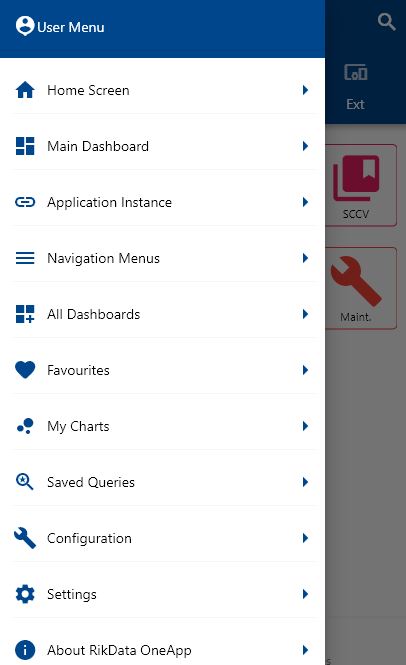 User Menu
Home Screen
Main Dashboard
Application Instance
Navigation Menus
All Dashboards
Favourites
My Charts
Saved Queries
Configuration
Settings
About RikData OneApp
Ext
SCCV
Maint.